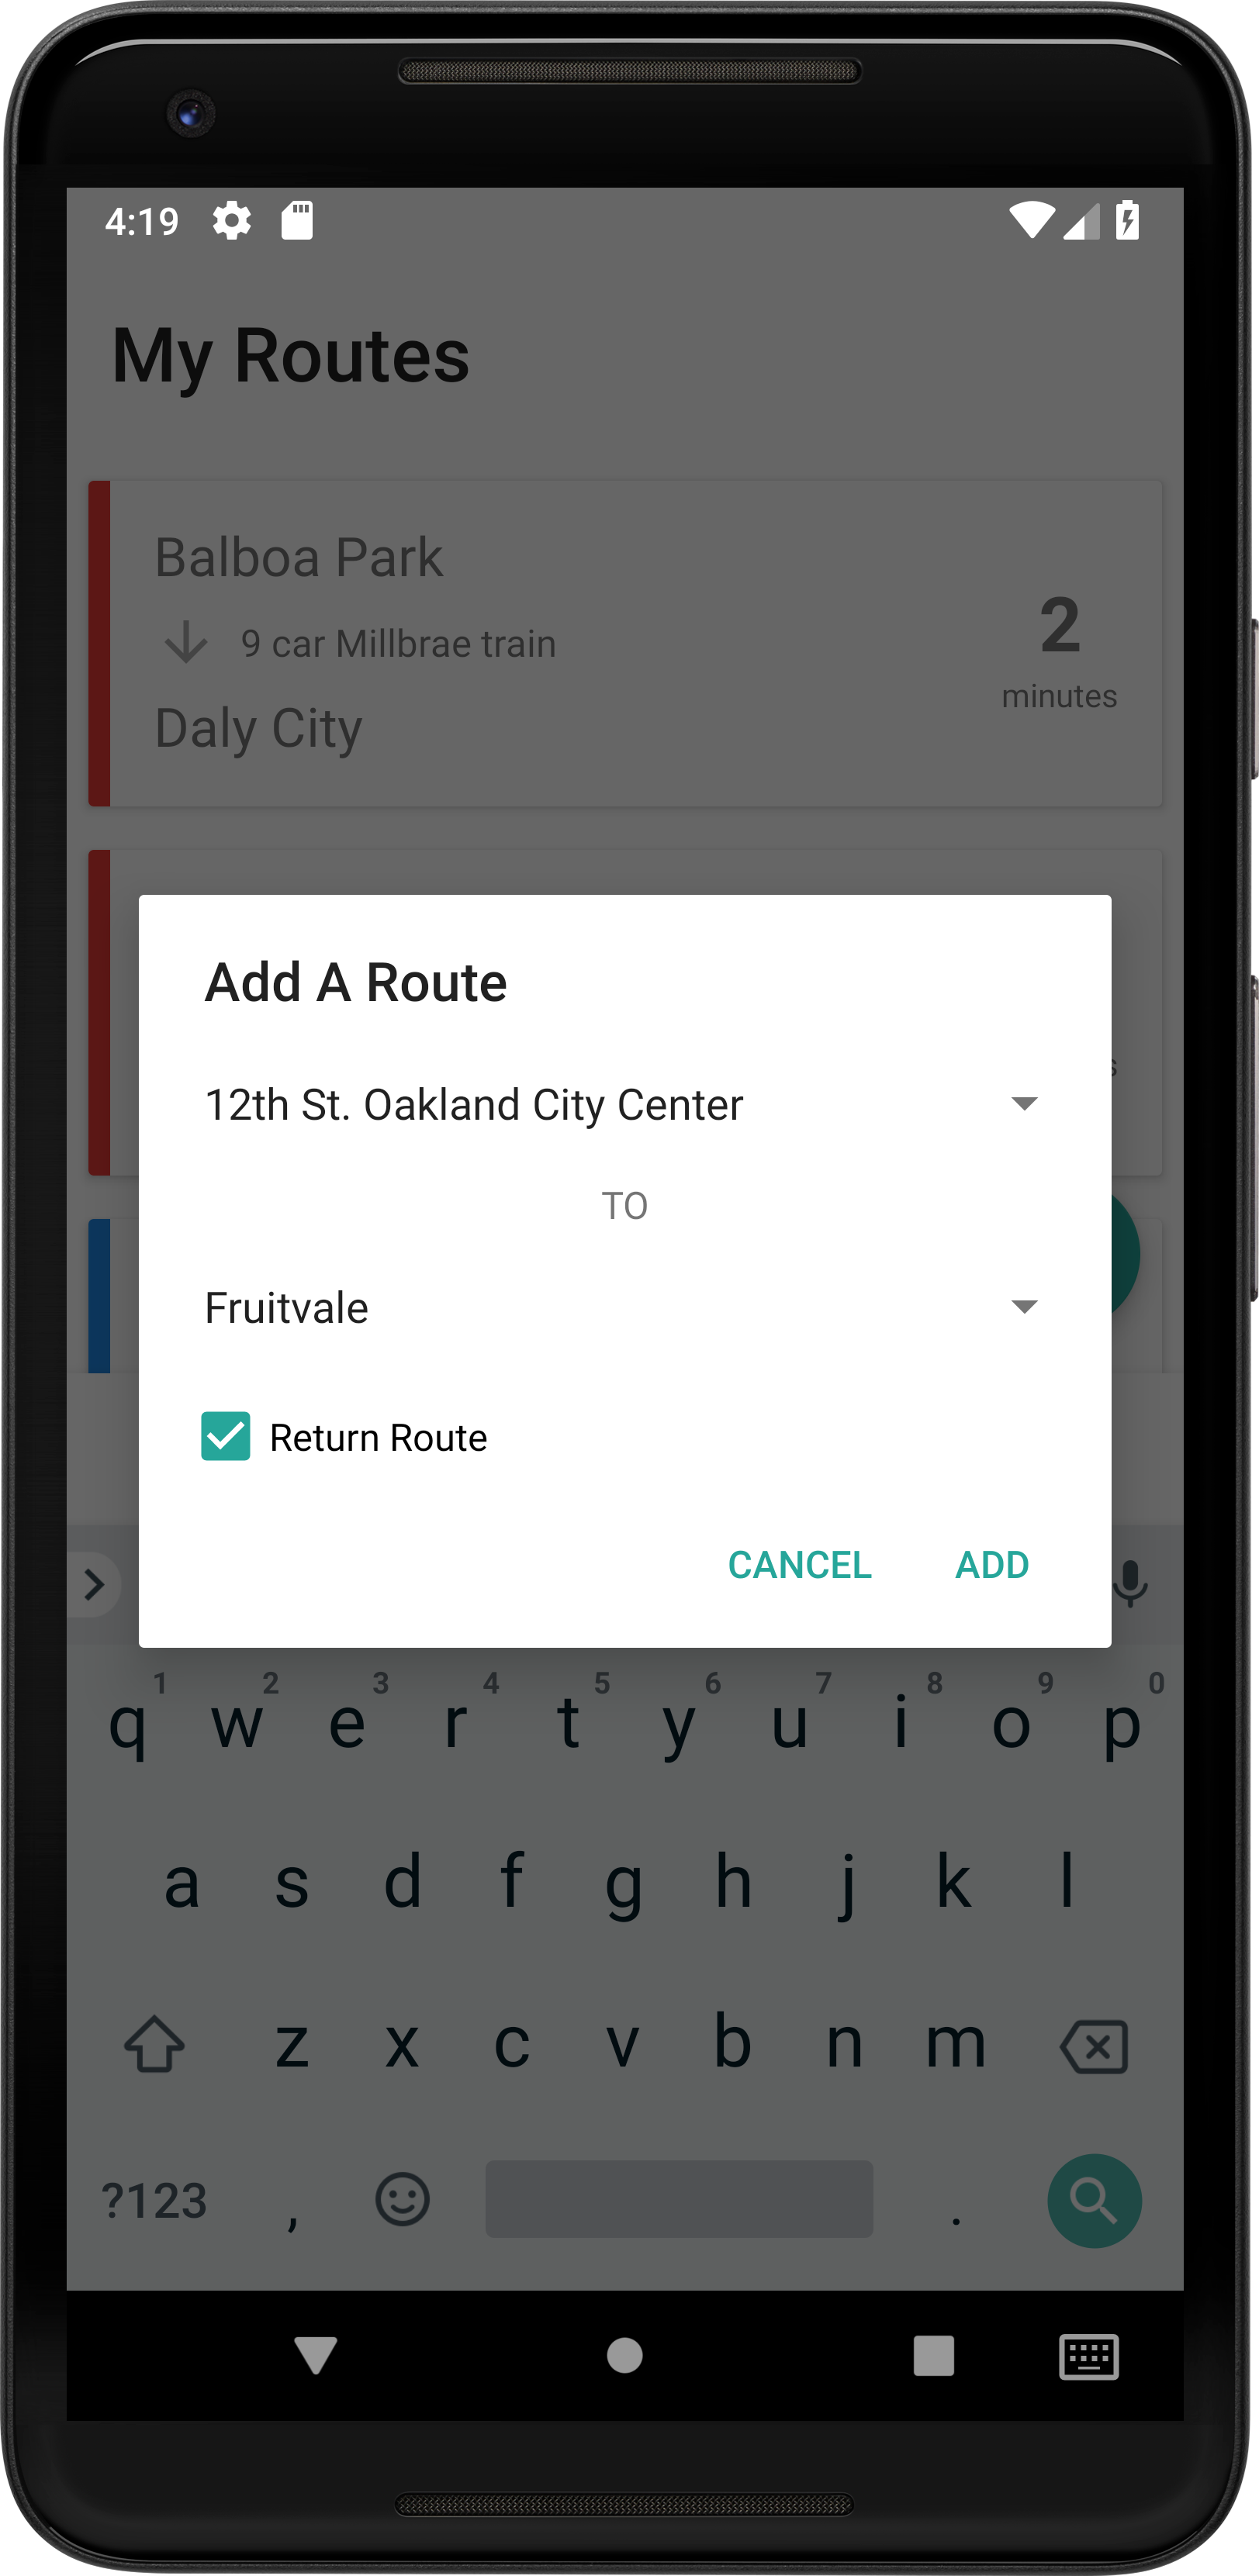 4:19
My Routes
Balboa Park
9 car Millbrae train
2
minutes
Daly City
Add A Route
12th St. Oakland City Center
TO
Fruitvale
Return Route
CANCEL ADD
1 2 3 4 5 6 7 8 9 0
q w e r t y u i o p
a s d f g h j k l
z x c v b n m
?123 , .